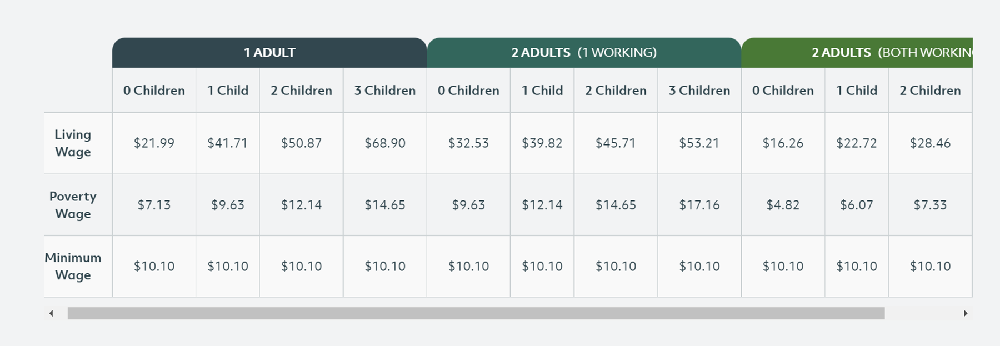 1 ADULT 2 ADULTS (1 WORKING) 2 ADULTS (BOTH WORKIN
0 Children 1 Child 2 Children 3 Children 0 Children 1 Child 2 Children 3 Children 0 Children 1 Child 2 Children
Living
Wage
$21.99 $41.71 $50.87 $68.90 $32.53 $39.82 $45.71 $53.21 $16.26 $22.72 $28.46
Poverty
Wage
$7.13 $9.63 $12.14 $14.65 $9.63 $12.14 $14.65 $17.16 $4.82 $6.07 $7.33
Minimum
Wage
$10.10 $10.10 $10.10 $10.10 $10.10 $10.10 $10.10 $10.10 $10.10 $10.10 $10.10